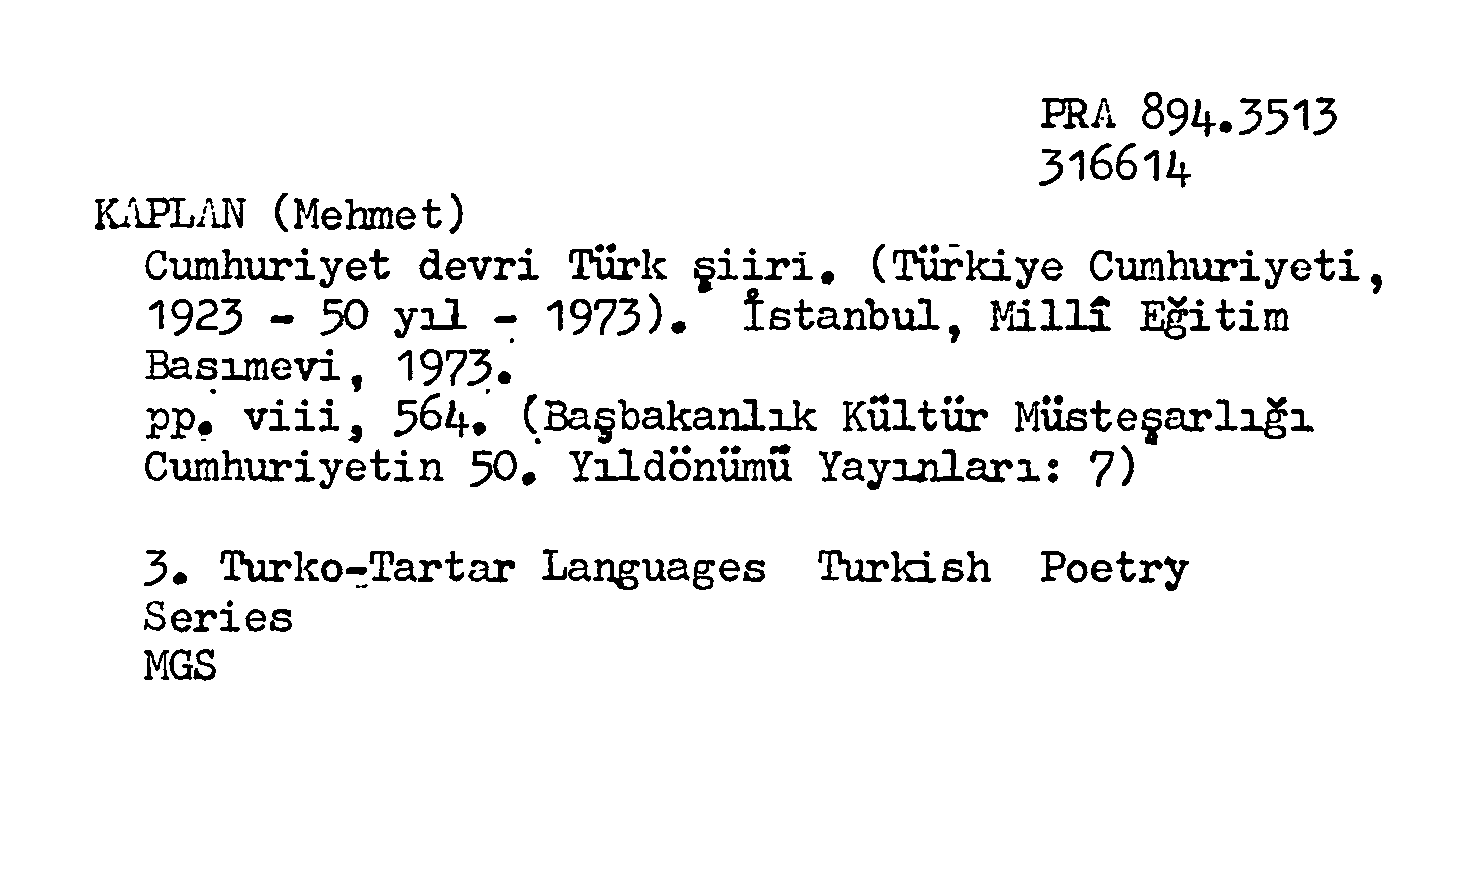 PRA 894.3513
316614
KAPLAN (Mehmet)
Cumhuriyet devri Türk şiiri. (Türkiye Cumhuriyeti,
1923 - 50 yıl - 1973). İstanbul, Millî Eğitim
Basımevi, 1973.
pp. viii, 564. (Başbakanlık Kültür Müsteşarlığı
Cumhuriyetin 50. Yıldönümü Yayınları: 7)
3. Turko-Tartar Languages Turkish Poetry
Series
MGS